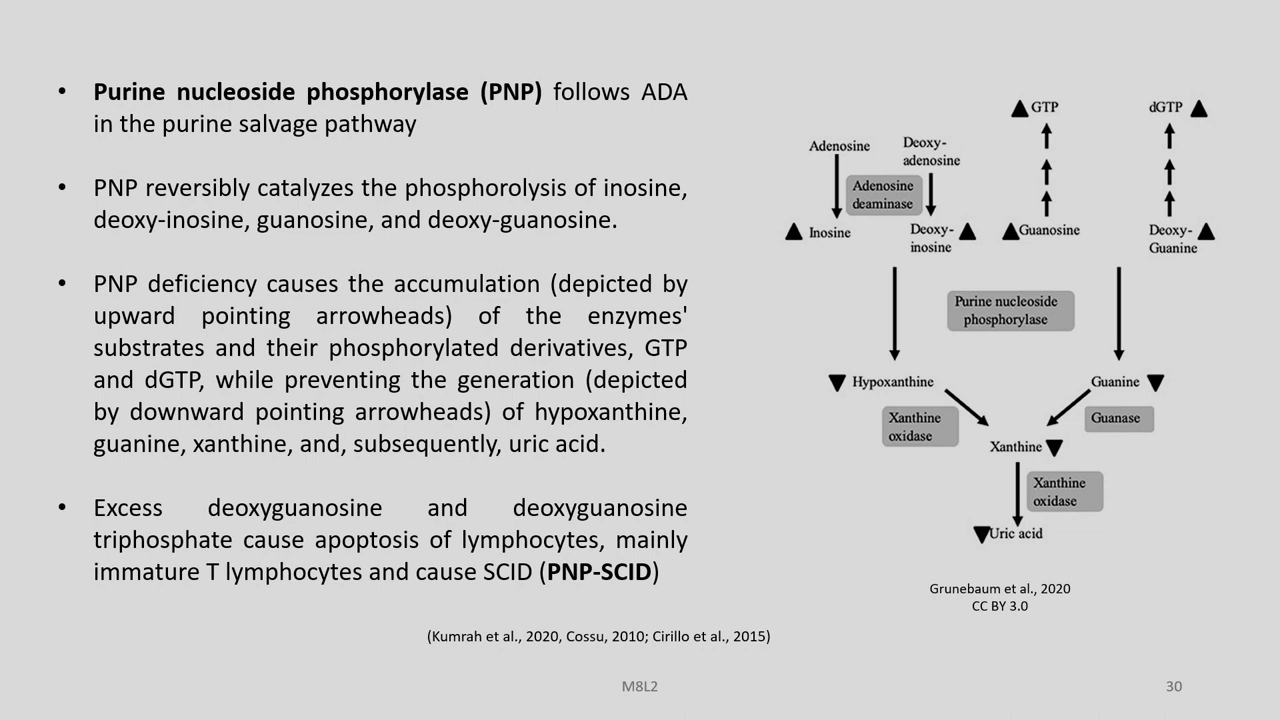 • Purine nucleoside phosphorylase (PNP) follows ADA
in the purine salvage pathway
• PNP reversibly catalyzes the phosphorolysis of inosine,
deoxy-inosine, guanosine, and deoxy-guanosine.
• PNP deficiency causes the accumulation (depicted by
upward pointing arrowheads) of the enzymes'
substrates and their phosphorylated derivatives, GTP
and dGTP, while preventing the generation (depicted
by downward pointing arrowheads) of hypoxanthine,
guanine, xanthine, and, subsequently, uric acid.
• Excess deoxyguanosine and deoxyguanosine
triphosphate cause apoptosis of lymphocytes, mainly
immature T lymphocytes and cause SCID (PNP-SCID)
GTP
dGTP
Adenosine
Deoxy-
adenosine
Adenosine
deaminase
Inosine
Deoxy-
inosine
Guanosine
Deoxy-
Guanine
Purine nucleoside
phosphorylase
Hypoxanthine
Guanine
Xanthine
oxidase
Guanase
Xanthine
Xanthine
oxidase
Uric acid
Grunebaum et al., 2020
CC BY 3.0
(Kumrah et al., 2020, Cossu, 2010; Cirillo et al., 2015)
M8L2
30